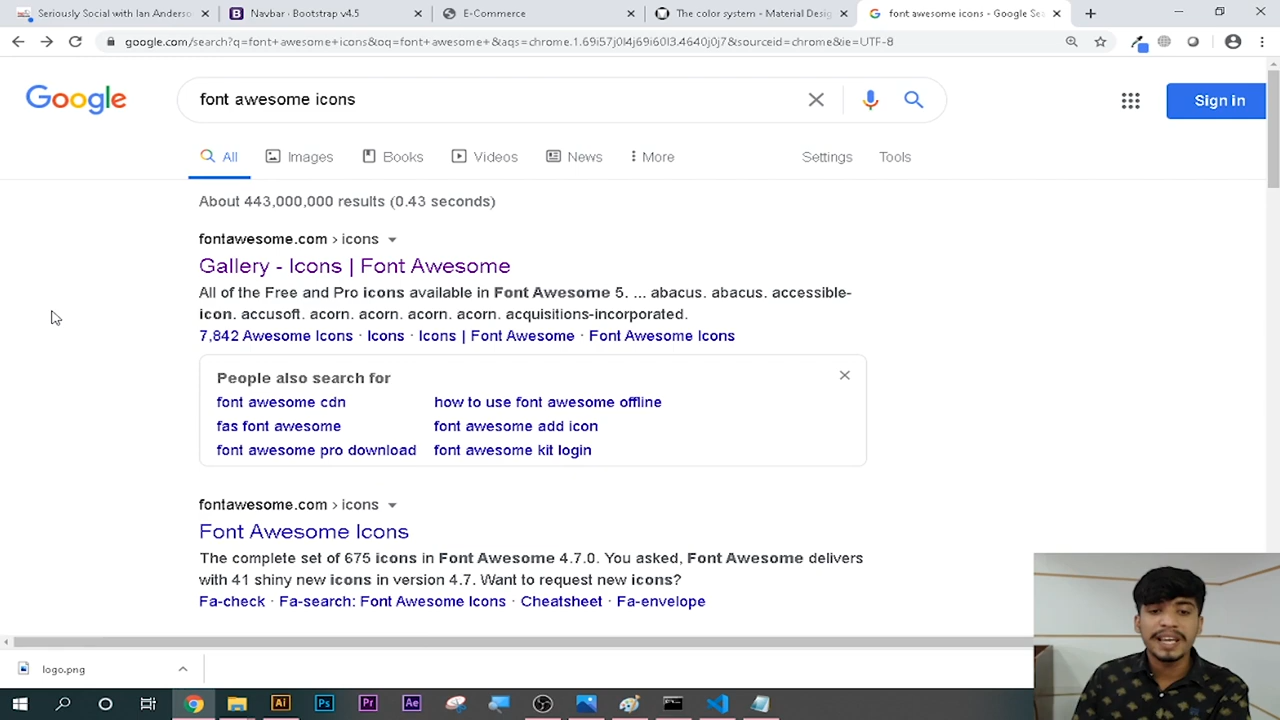 Seriously Social with Ian Anderso
Navbar · Bootstrap v4.5
E-Commerce
The color system - Material Desig
font awesome icons - Google Sea
google.com/search?q=font+awesome+icons&oq=font+awesome+&aqs=chrome.1.69i57j0l4j69i60l3.4640j0j7&sourceid=chrome&ie=UTF-8
Google
font awesome icons
Sign in
All
Images
Books
Videos
News
More
Settings
Tools
About 443,000,000 results (0.43 seconds)
fontawesome.com › icons
Gallery - Icons | Font Awesome
All of the Free and Pro icons available in Font Awesome 5. ... abacus. abacus. accessible-
icon. accusoft. acorn. acorn. acorn. acorn. acquisitions-incorporated.
7,842 Awesome Icons · Icons · Icons | Font Awesome · Font Awesome Icons
People also search for
font awesome cdn
how to use font awesome offline
fas font awesome
font awesome add icon
font awesome pro download
font awesome kit login
fontawesome.com › icons
Font Awesome Icons
The complete set of 675 icons in Font Awesome 4.7.0. You asked, Font Awesome delivers
with 41 shiny new icons in version 4.7. Want to request new icons?
Fa-check · Fa-search: Font Awesome Icons · Cheatsheet · Fa-envelope
logo.png
Ai
Ps
Pr
Ae